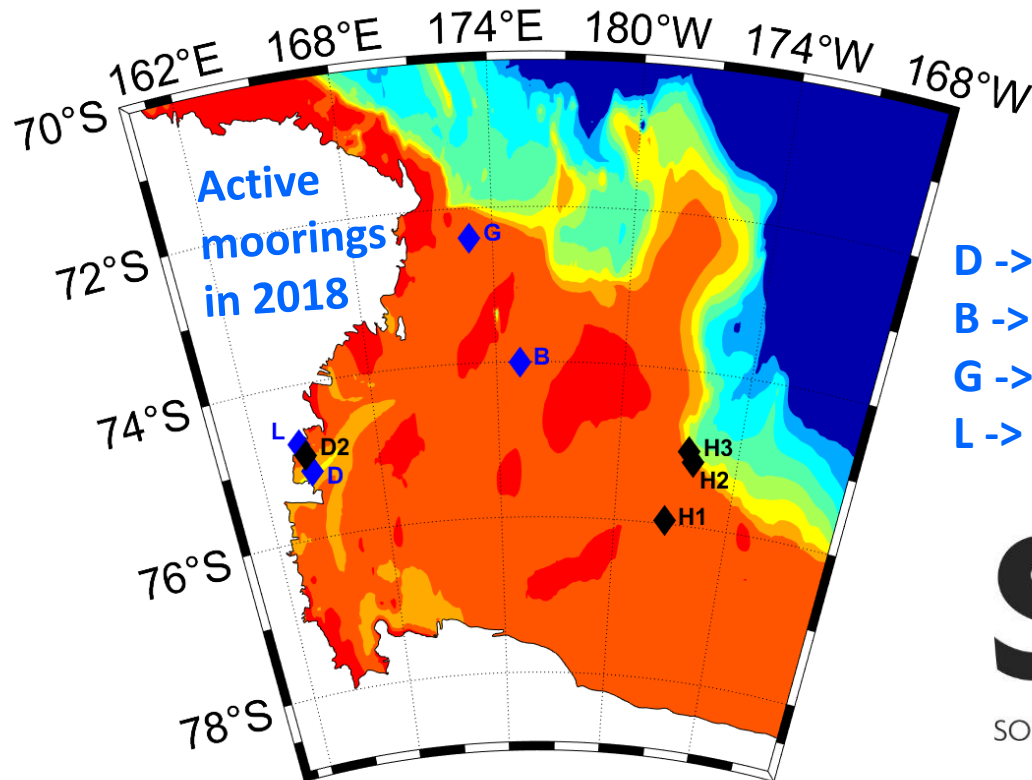 162°E 168°E 174°E 180°W 174°W 168°W
70°S
72°S
74°S
76°S
78°S
Active
moorings
in 2018
G
B
L
D2
D
H3
H2
H1
D ->
B ->
G ->
L ->
S
SO